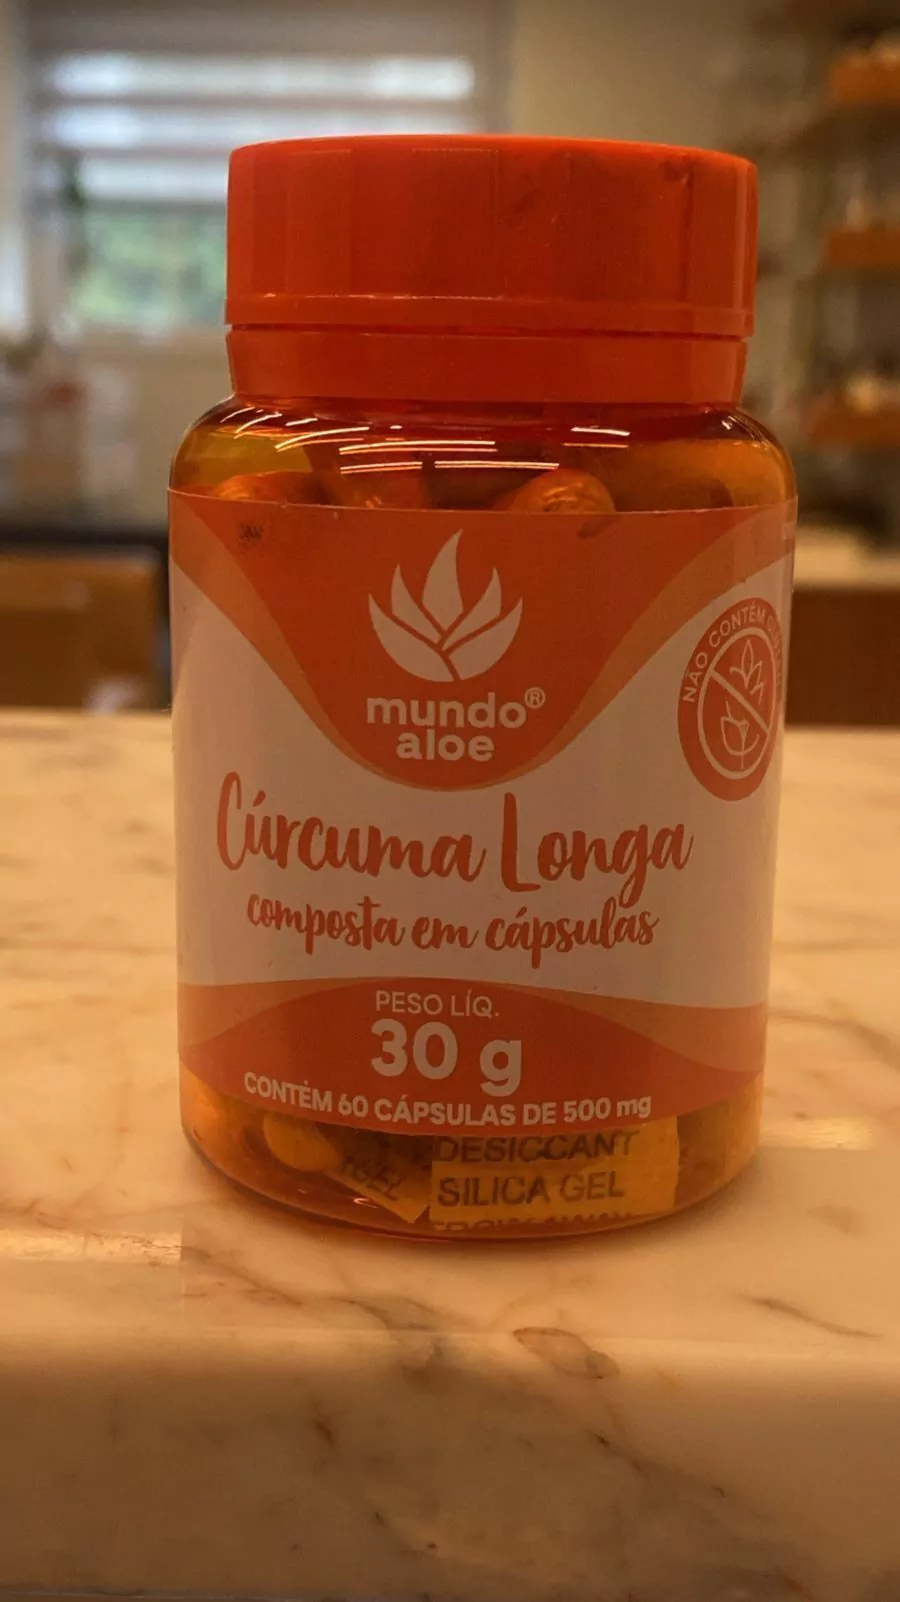 mundo®
aloe
NÃO CONTÉM
Cúrcuma Longa
composta em cápsulas
PESO LÍQ.
30 g
CONTÉM 60 CÁPSULAS DE 500 mg
DESICCANT
SILICA GEL